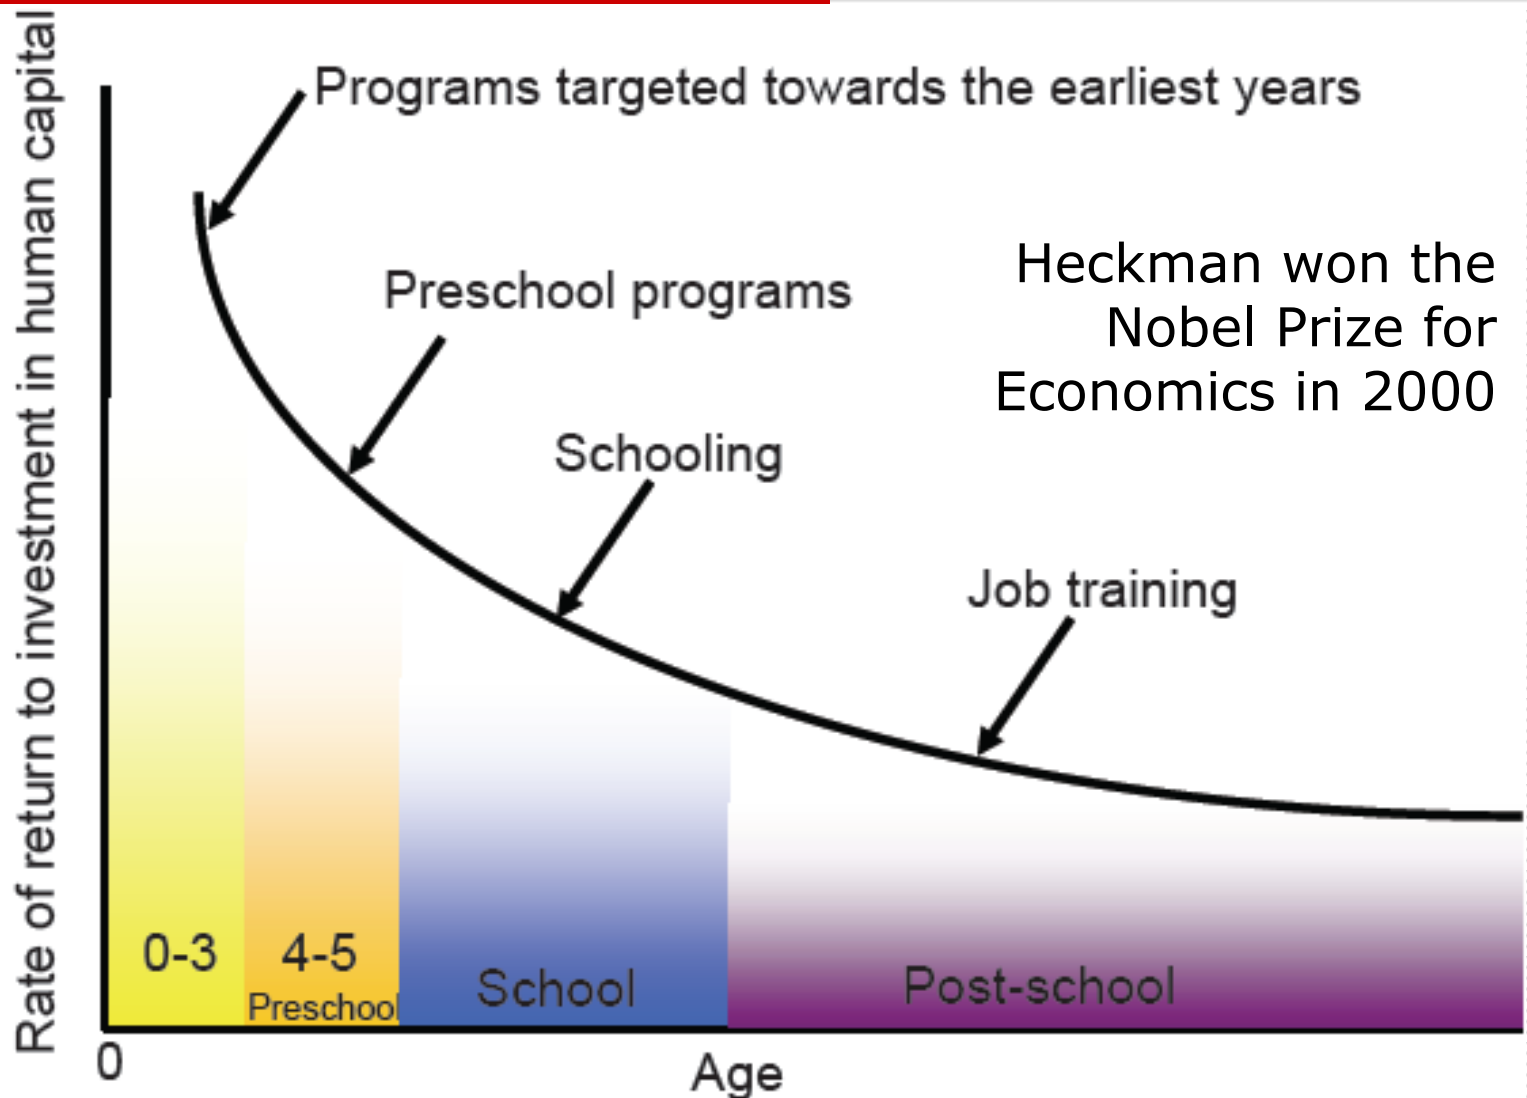 Rate of return to investment in human capital
Programs targeted towards the earliest years
Preschool programs
Heckman won the
Nobel Prize for
Economics in 2000
Schooling
Job training
0-3
4-5
Preschool
School
Post-school
0
Age